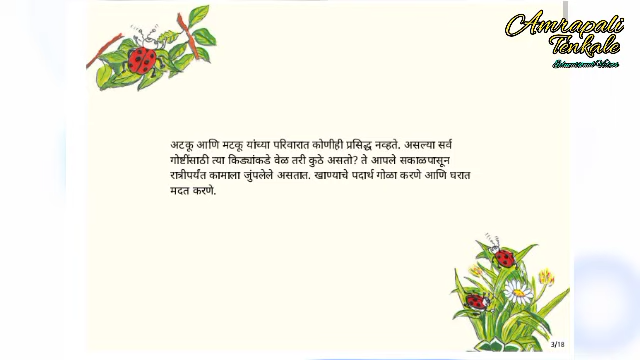 Amrapali
Tenkale
अटकू आणि मटकू यांच्या परिवारात कोणीही प्रसिद्ध नव्हते. असल्या सर्व
गोष्टींसाठी त्या किड्यांकडे वेळ तरी कुठे असतो? ते आपले सकाळपासून
रात्रीपर्यंत कामाला जुंपलेले असतात. खाण्याचे पदार्थ गोळा करणे आणि घरात
मदत करणे.
3/18